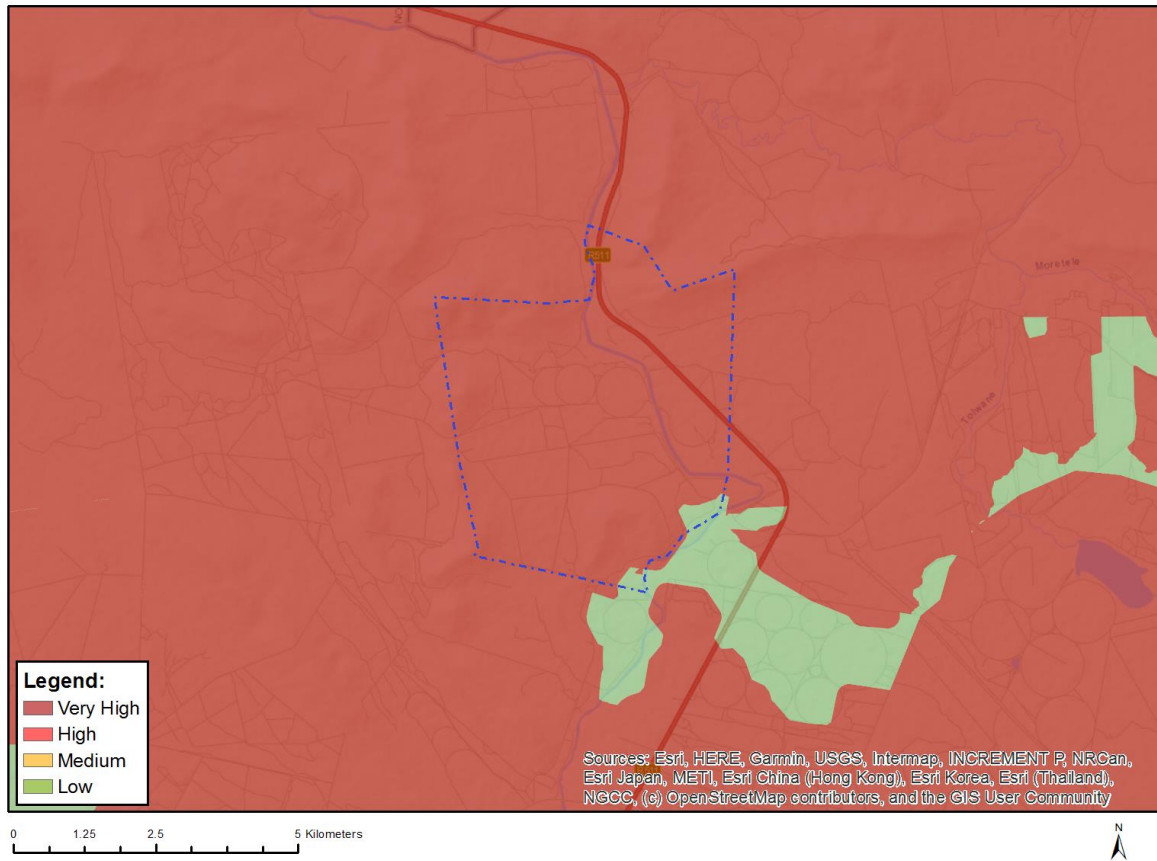 R511
Moretele
Tolwane
Legend:
Very High
High
Medium
Low
Sources: Esri, HERE, Garmin, USGS, Intermap, INCREMENT P, NRCan,
Esri Japan, METI, Esri China (Hong Kong), Esri Korea, Esri (Thailand),
NGCC, (c) OpenStreetMap contributors, and the GIS User Community
0 1.25 2.5 5 Kilometers
N